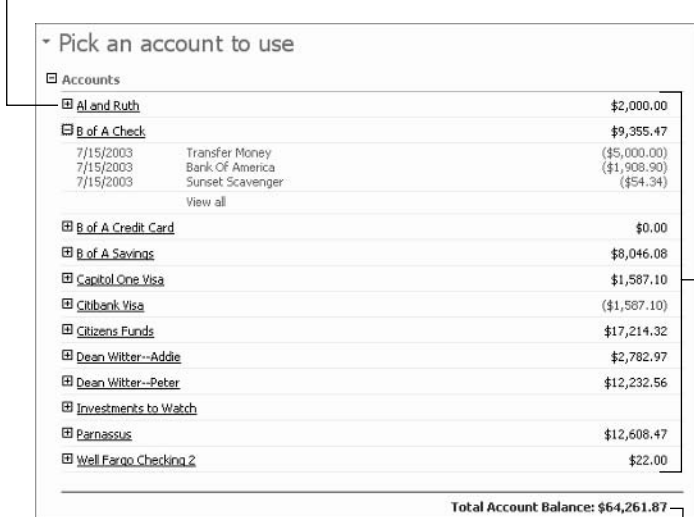 Pick an account to use
Accounts
Al and Ruth $2,000.00
B of A Check $9,355.47
7/15/2003 Transfer Money ($5,000.00)
7/15/2003 Bank Of America ($1,908.90)
7/15/2003 Sunset Scavenger ($54.34)
View all
B of A Credit Card $0.00
B of A Savings $8,046.08
Capitol One Visa $1,587.10
Citibank Visa ($1,587.10)
Citizens Funds $17,214.32
Dean Witter--Addie $2,782.97
Dean Witter--Peter $12,232.56
Investments to Watch
Parnassus $12,608.47
Well Fargo Checking 2 $22.00
Total Account Balance: $64,261.87